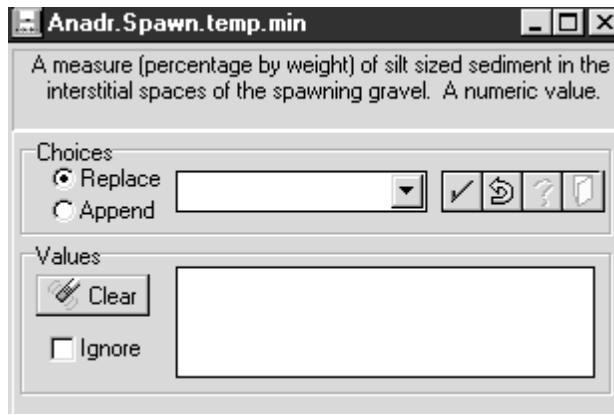 Anadr.Spawn.temp.min
A measure (percentage by weight) of silt sized sediment in the
interstitial spaces of the spawning gravel. A numeric value.
Choices
Replace
Append
Values
Clear
Ignore